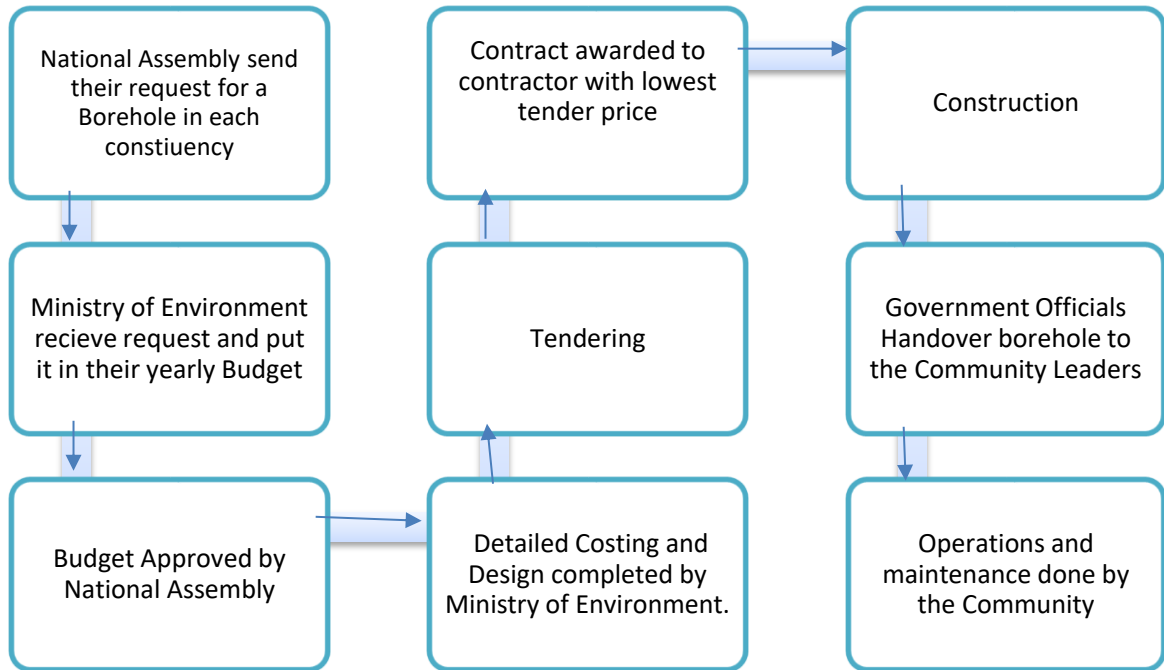 National Assembly send
their request for a
Borehole in each
constiuency
Ministry of Environment
recieve request and put
it in their yearly Budget
Budget Approved by
National Assembly
Detailed Costing and
Design completed by
Ministry of Environment.
Tendering
Contract awarded to
contractor with lowest
tender price
Construction
Government Officials
Handover borehole to
the Community Leaders
Operations and
maintenance done by
the Community